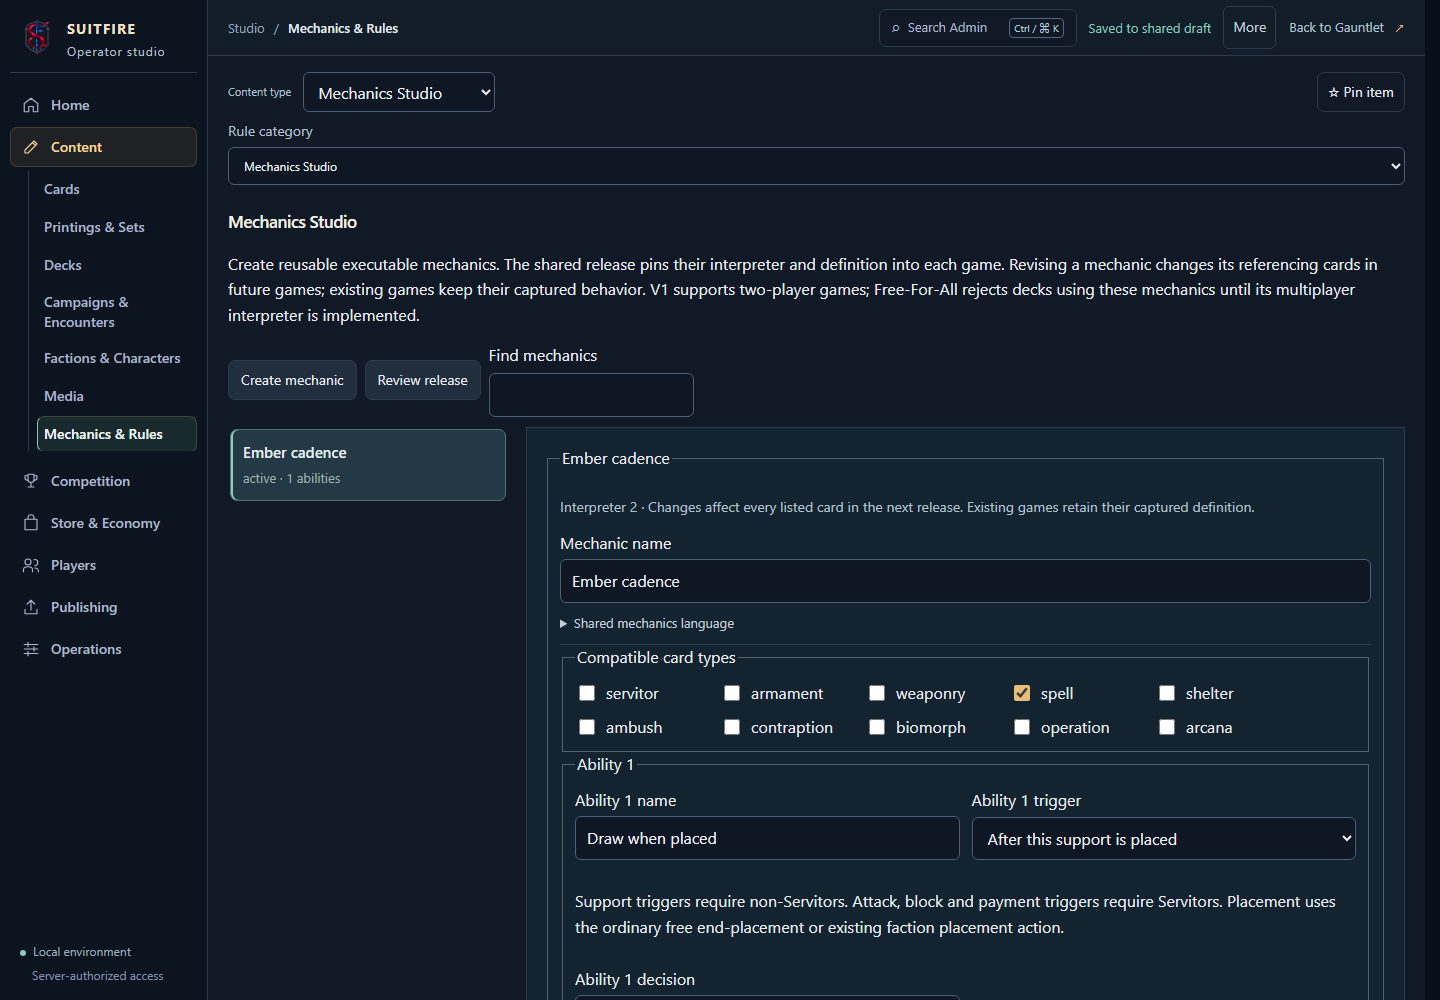 SUITFIRE
Operator studio
Home
Content
Cards
Printings & Sets
Decks
Campaigns &
Encounters
Factions & Characters
Media
Mechanics & Rules
Competition
Store & Economy
Players
Publishing
Operations
Local environment
Server-authorized access
Studio / Mechanics & Rules
Search Admin Ctrl / ⌘ K
Saved to shared draft
More
Back to Gauntlet ↗
Content type
Mechanics Studio
☆ Pin item
Rule category
Mechanics Studio
Mechanics Studio
Create reusable executable mechanics. The shared release pins their interpreter and definition into each game. Revising a mechanic changes its referencing cards in
future games; existing games keep their captured behavior. V1 supports two-player games; Free-For-All rejects decks using these mechanics until its multiplayer
interpreter is implemented.
Create mechanic
Review release
Find mechanics
Ember cadence
active · 1 abilities
Ember cadence
Interpreter 2 · Changes affect every listed card in the next release. Existing games retain their captured definition.
Mechanic name
Ember cadence
▶ Shared mechanics language
Compatible card types
servitor armament weaponry spell shelter
ambush contraption biomorph operation arcana
Ability 1
Ability 1 name Ability 1 trigger
Draw when placed After this support is placed
Support triggers require non-Servitors. Attack, block and payment triggers require Servitors. Placement uses
the ordinary free end-placement or existing faction placement action.
Ability 1 decision